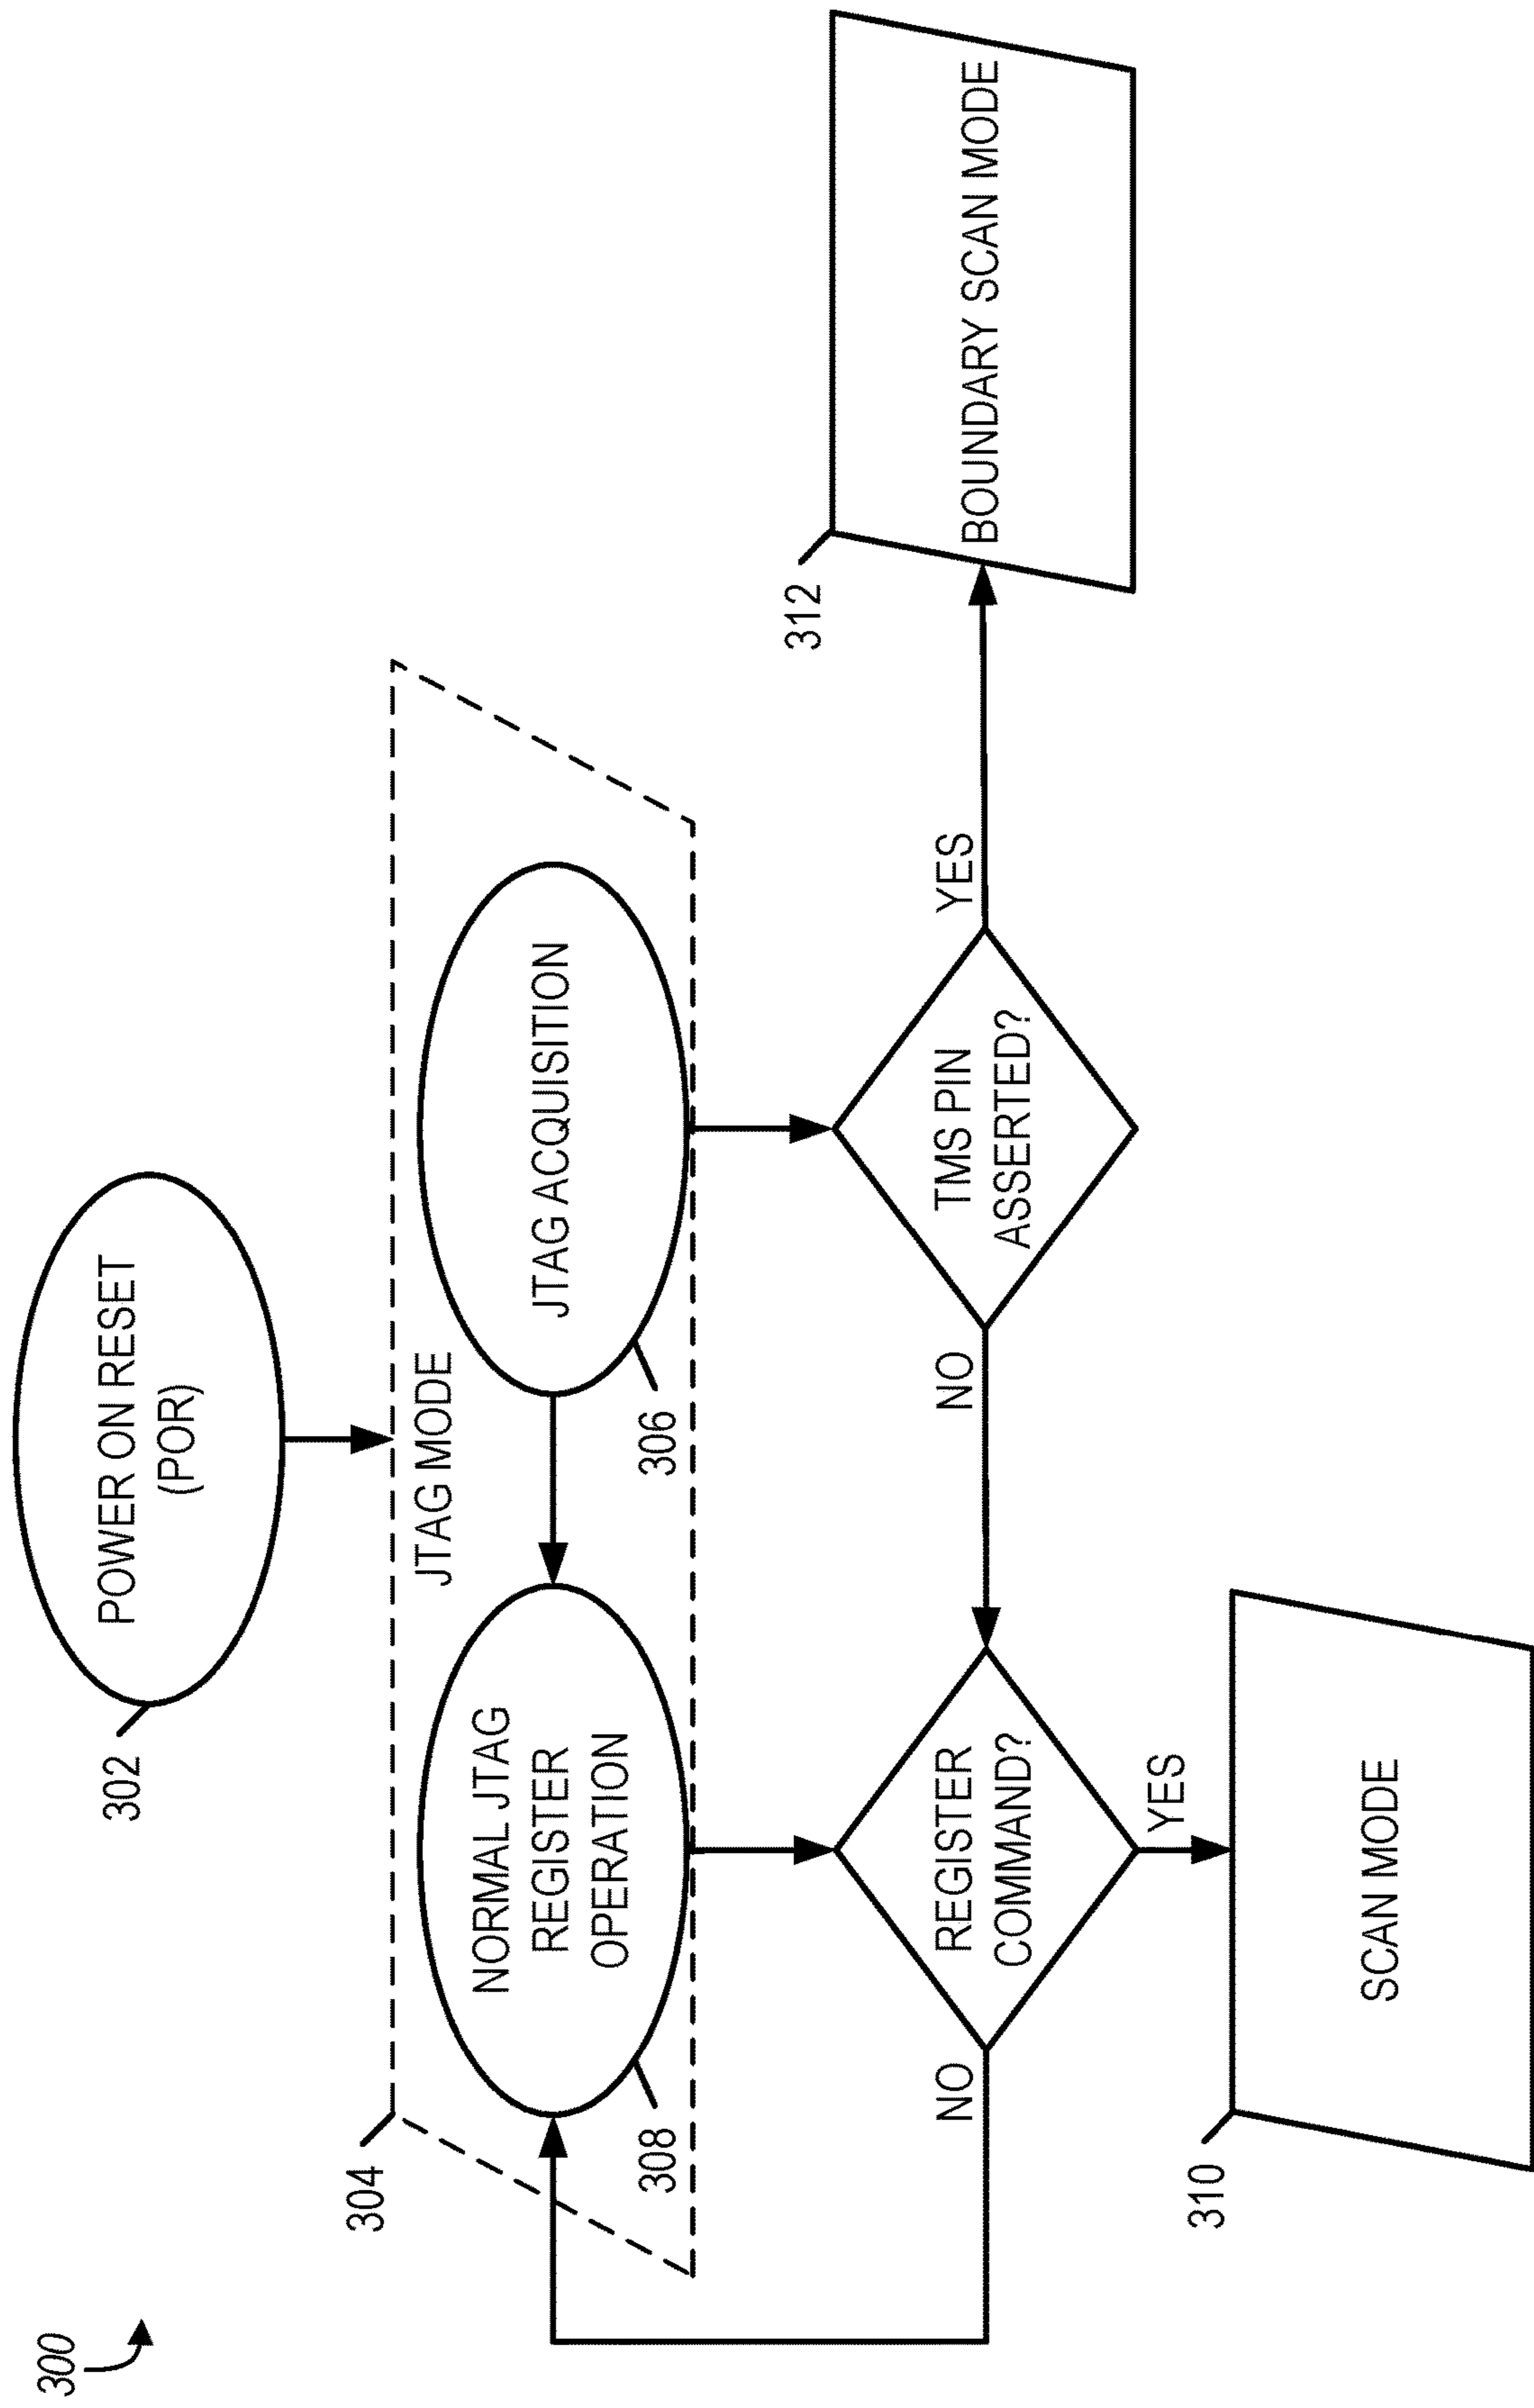 300
302
POWER ON RESET
(POR)
304
JTAG MODE
308
NORMAL JTAG
REGISTER
OPERATION
306
JTAG ACQUISITION
NO
REGISTER
COMMAND?
YES
NO
TMS PIN
ASSERTED?
YES
312
BOUNDARY SCAN MODE
310
SCAN MODE